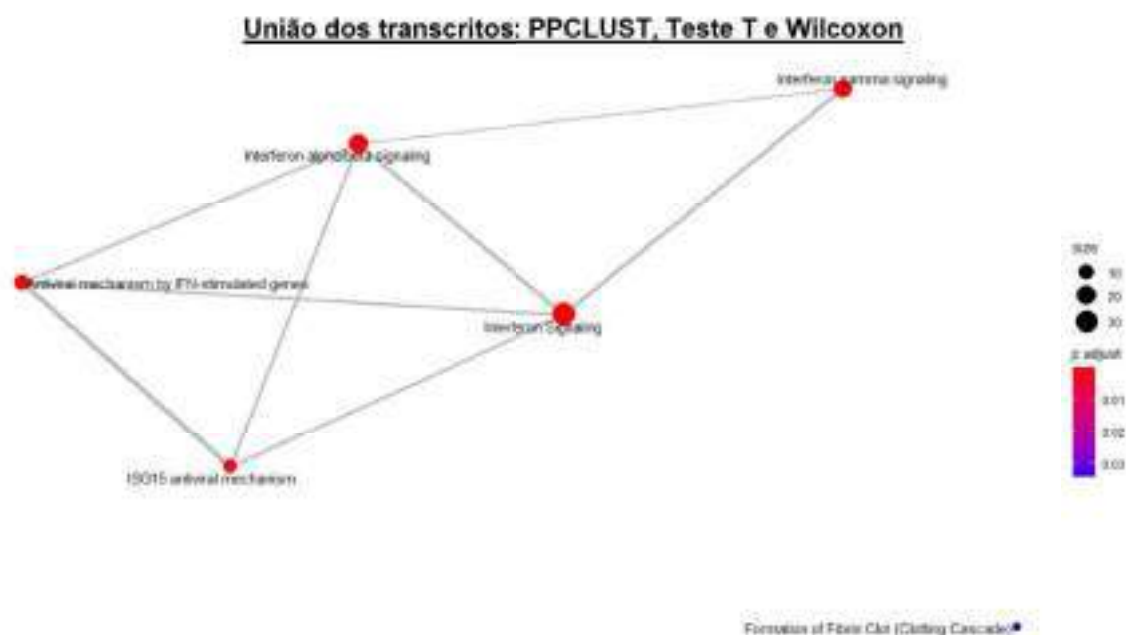 União dos transcritos: PPCLUST, Teste T e Wilcoxon
Interferon gamma signaling
Interferon alpha/beta signaling
Antiviral mechanism by IFN-stimulated genes
Interferon Signaling
ISG15 antiviral mechanism
Formation of Fibrin Clot (Clotting Cascade)
size
10
20
30
p.adjust
0.01
0.02
0.03